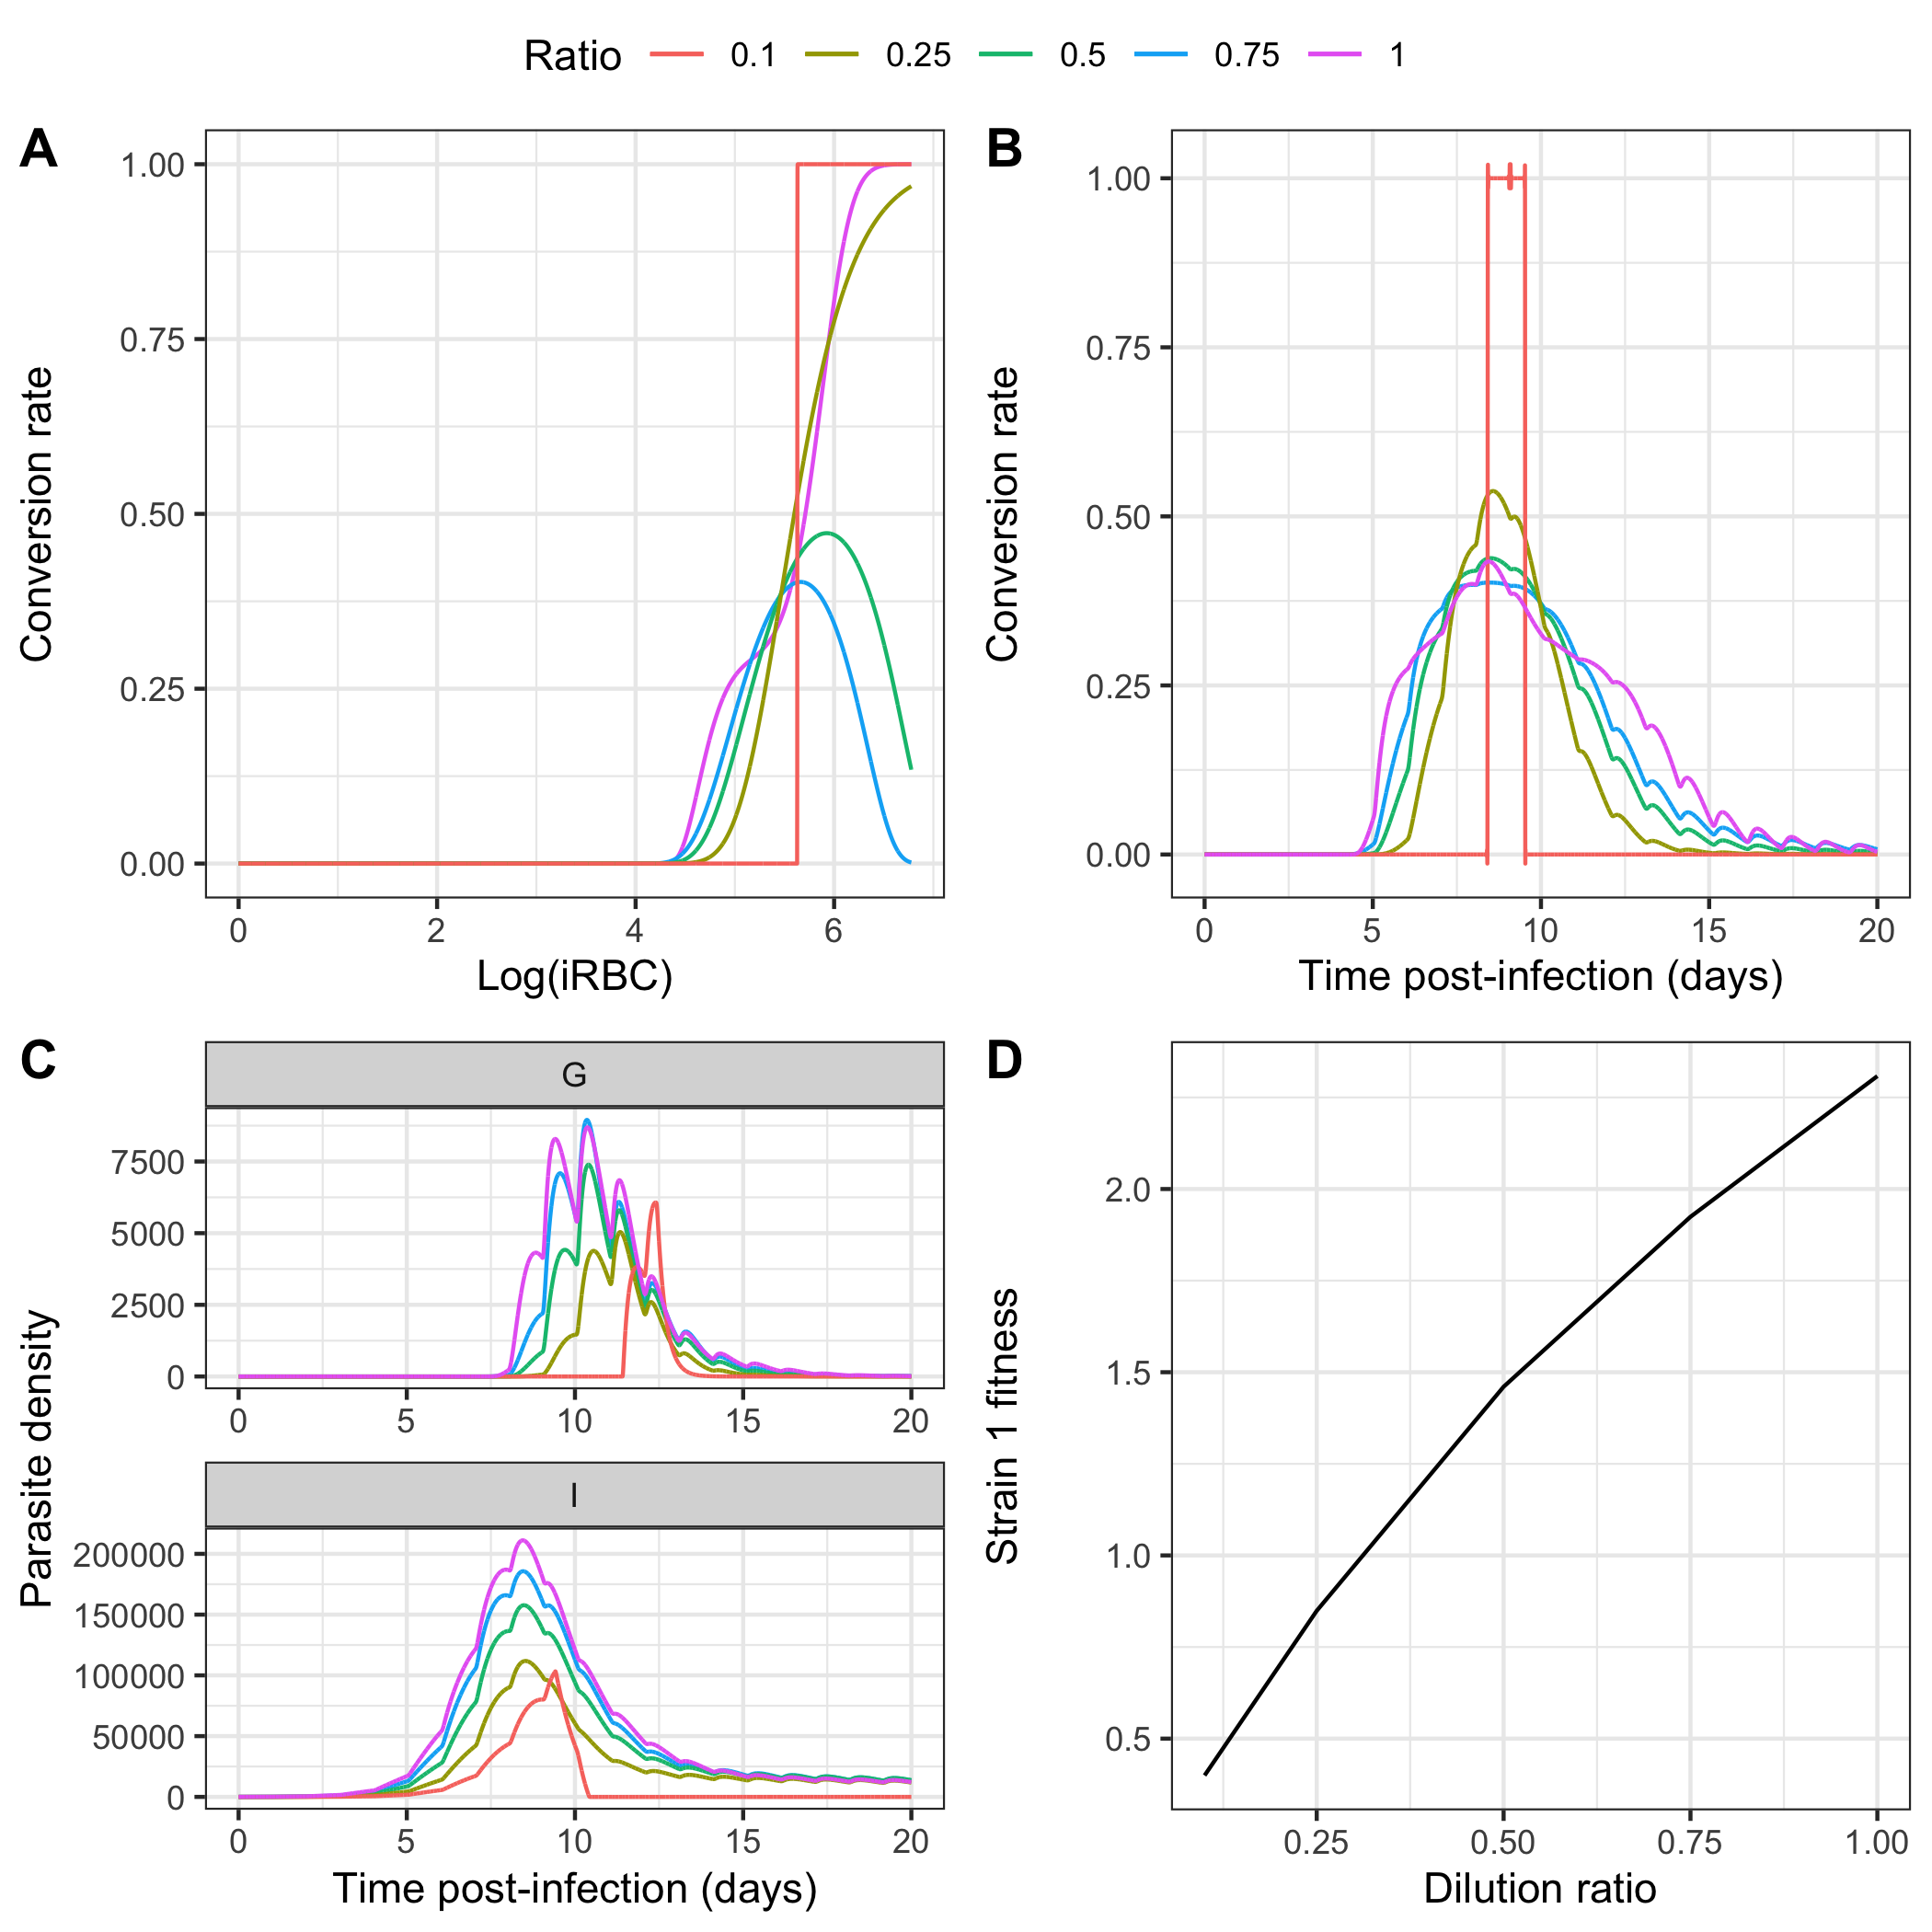 Ratio 0.1 0.25 0.5 0.75 1
A
1.00
0.75
0.50
0.25
0.00
Conversion rate
0 2 4 6
Log(iRBC)
B
1.00
0.75
0.50
0.25
0.00
Conversion rate
0 5 10 15 20
Time post-infection (days)
C
G
7500
5000
2500
0
0 5 10 15 20
Parasite density
I
200000
150000
100000
50000
0
0 5 10 15 20
Time post-infection (days)
D
2.0
1.5
1.0
0.5
Strain 1 fitness
0.25 0.50 0.75 1.00
Dilution ratio